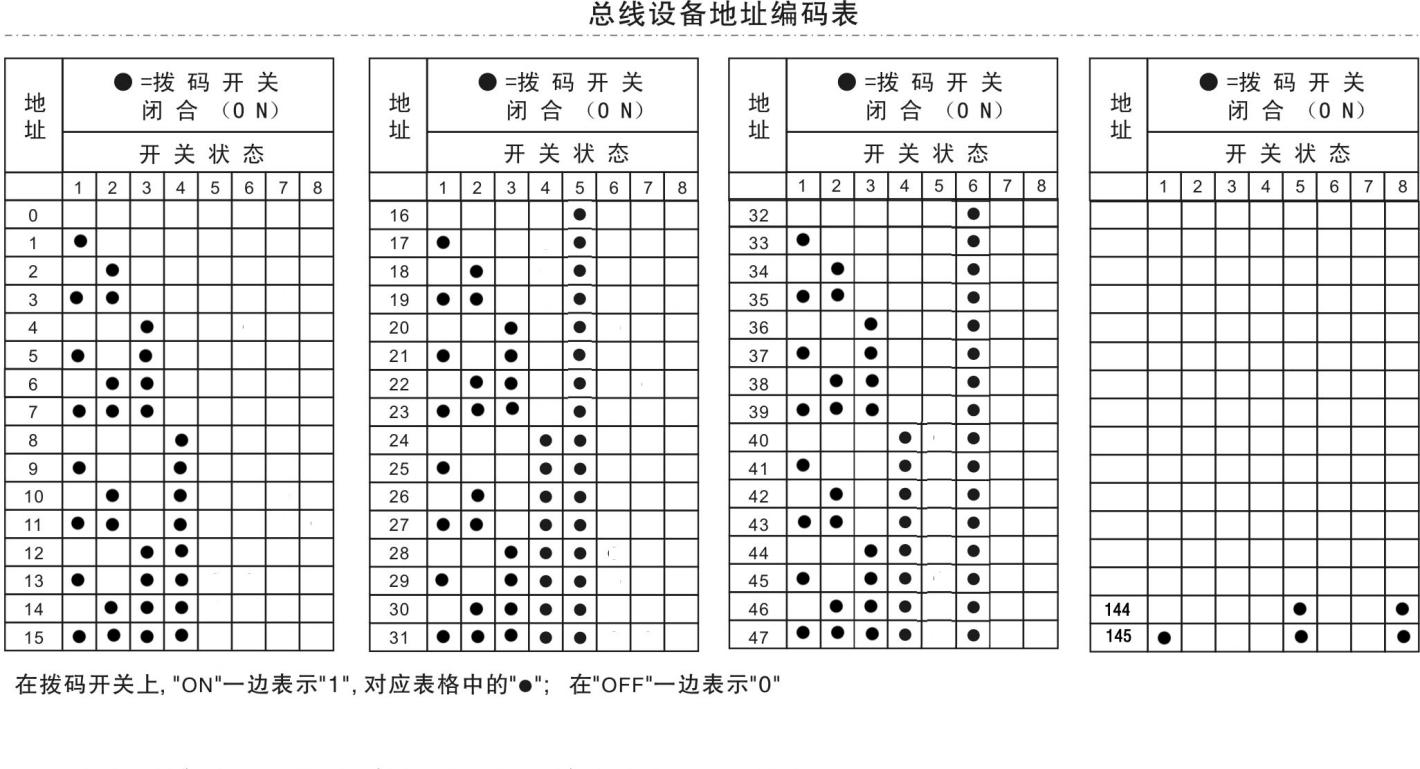 总线设备地址编码表
地址
●=拨码开关
闭合（ON）
开关状态
1 2 3 4 5 6 7 8
0
1 ●
2 ●
3 ● ●
4 ●
5 ● ●
6 ● ●
7 ● ● ●
8 ●
9 ● ●
10 ● ●
11 ● ● ●
12 ● ●
13 ● ● ●
14 ● ● ●
15 ● ● ● ●
地址
●=拨码开关
闭合（ON）
开关状态
1 2 3 4 5 6 7 8
16 ●
17 ● ●
18 ● ●
19 ● ● ●
20 ● ●
21 ● ● ●
22 ● ● ●
23 ● ● ● ●
24 ● ●
25 ● ● ●
26 ● ● ●
27 ● ● ● ●
28 ● ● ●
29 ● ● ● ●
30 ● ● ● ●
31 ● ● ● ● ●
地址
●=拨码开关
闭合（ON）
开关状态
1 2 3 4 5 6 7 8
32 ●
33 ● ●
34 ● ●
35 ● ● ●
36 ● ●
37 ● ● ●
38 ● ● ●
39 ● ● ● ●
40 ● ●
41 ● ● ●
42 ● ● ●
43 ● ● ● ●
44 ● ● ●
45 ● ● ● ●
46 ● ● ● ●
47 ● ● ● ● ●
地址
●=拨码开关
闭合（ON）
开关状态
1 2 3 4 5 6 7 8
144 ● ●
145 ● ● ●
在拨码开关上, "ON"一边表示"1", 对应表格中的"●"; 在"OFF"一边表示"0"